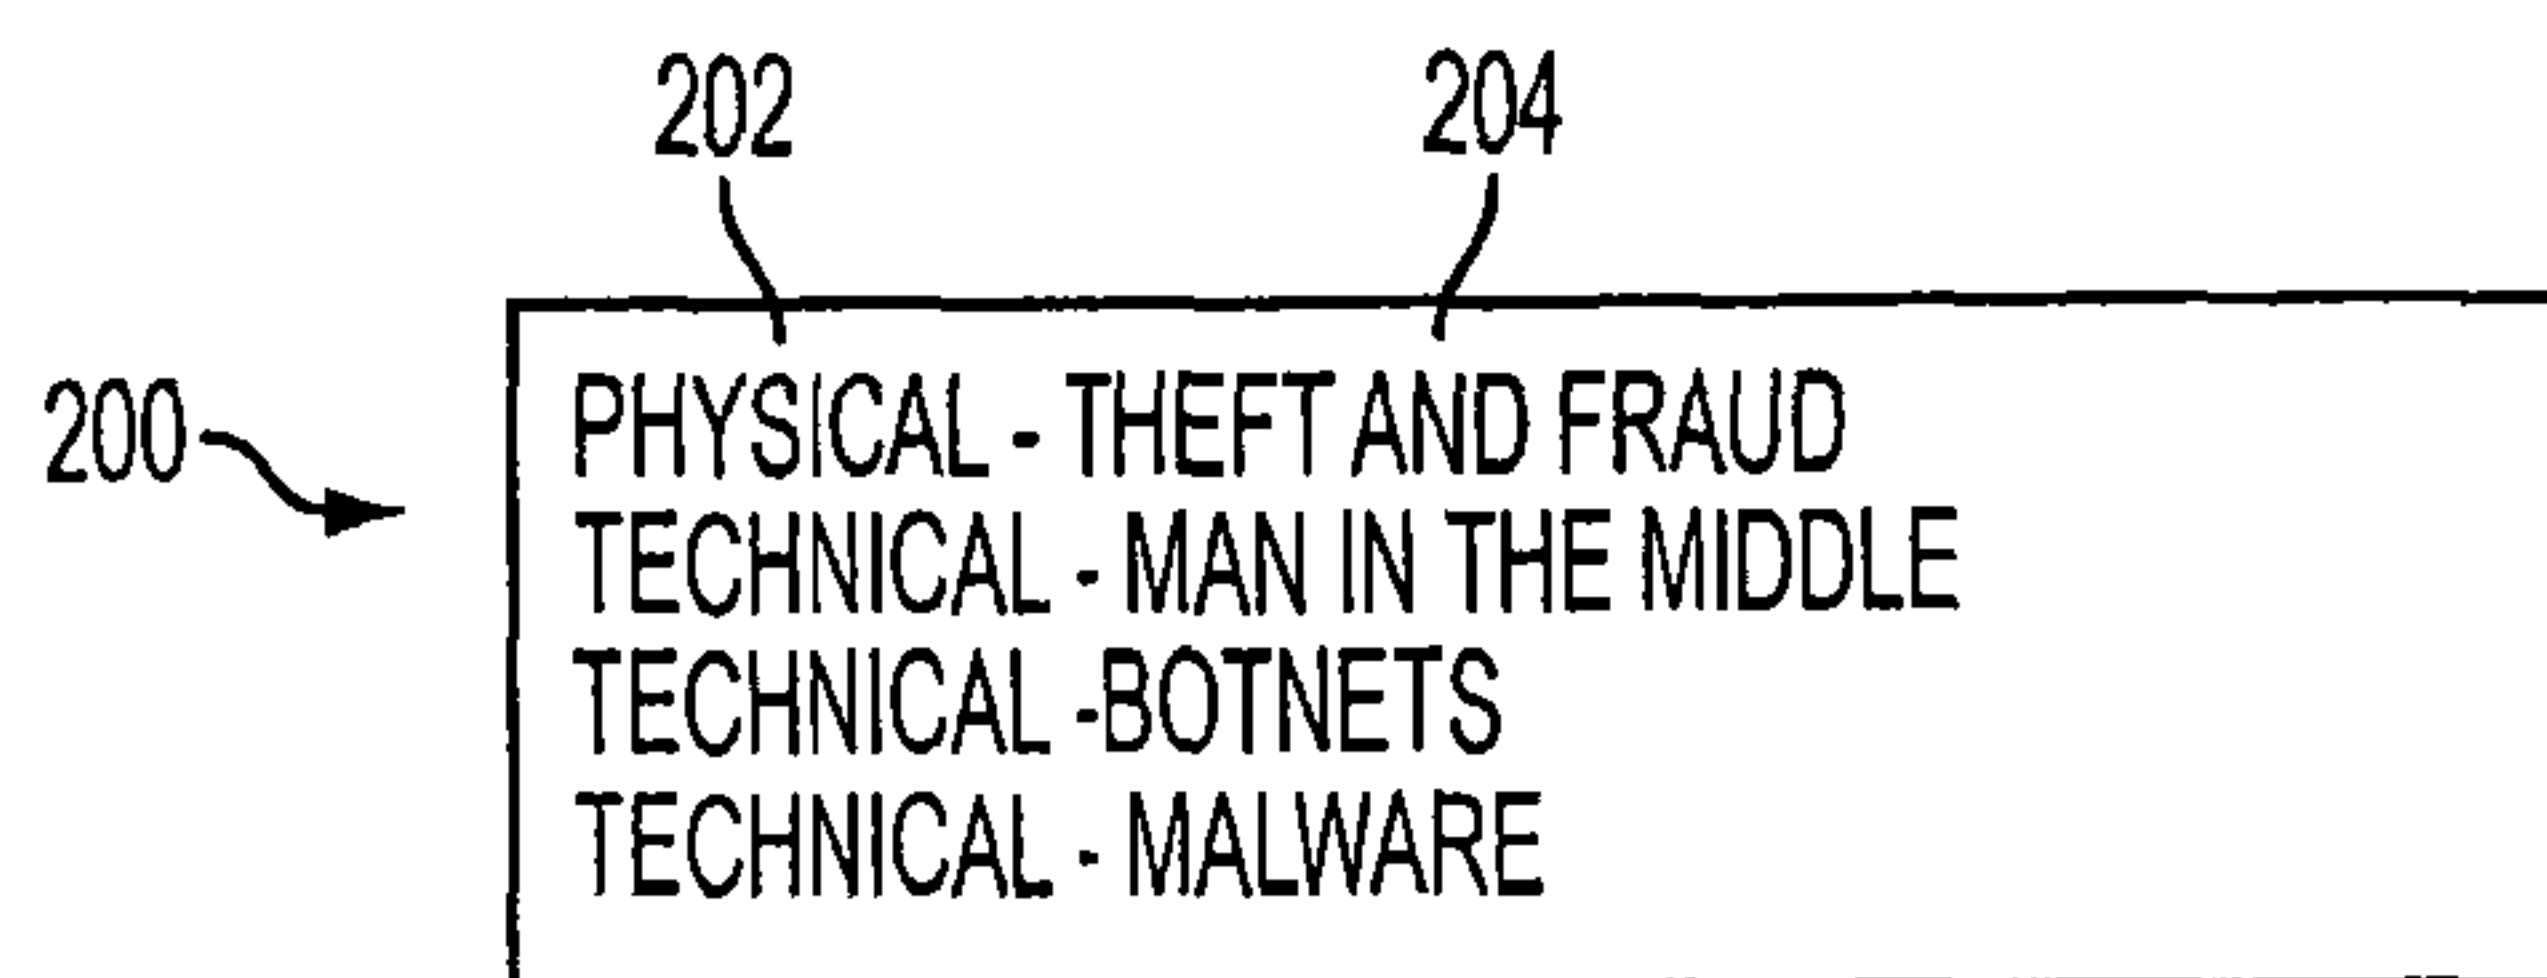 202 204
200
PHYSICAL - THEFT AND FRAUD
TECHNICAL - MAN IN THE MIDDLE
TECHNICAL -BOTNETS
TECHNICAL - MALWARE